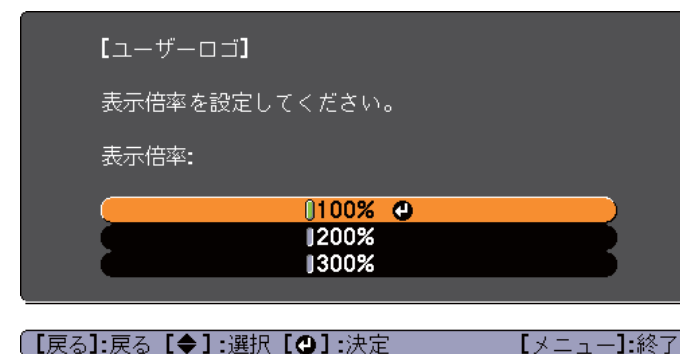 【ユーザーロゴ】
表示倍率を設定してください。
表示倍率:
100%
200%
300%
【戻る】:戻る 【◆】:選択 【⏎】:決定 【メニュー】:終了